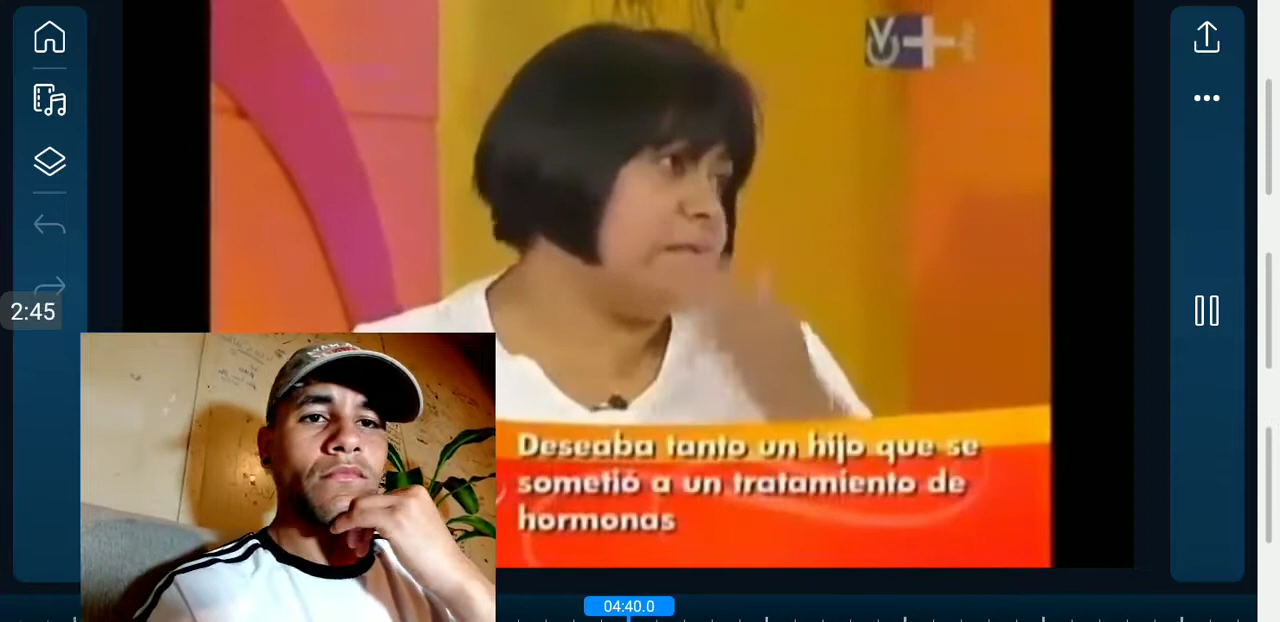 2:45
Deseaba tanto un hijo que se
sometió a un tratamiento de
hormonas
04:40.0